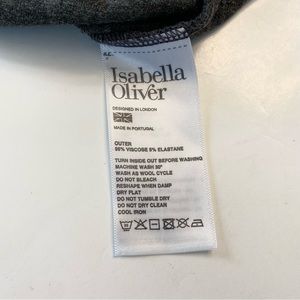 Isabella
Oliver
DESIGNED IN LONDON
MADE IN PORTUGAL
OUTER
95% VISCOSE 5% ELASTANE
TURN INSIDE OUT BEFORE WASHING
MACHINE WASH 30°
WASH AS WOOL CYCLE
DO NOT BLEACH
RESHAPE WHEN DAMP
DRY FLAT
DO NOT TUMBLE DRY
DO NOT DRY CLEAN
COOL IRON